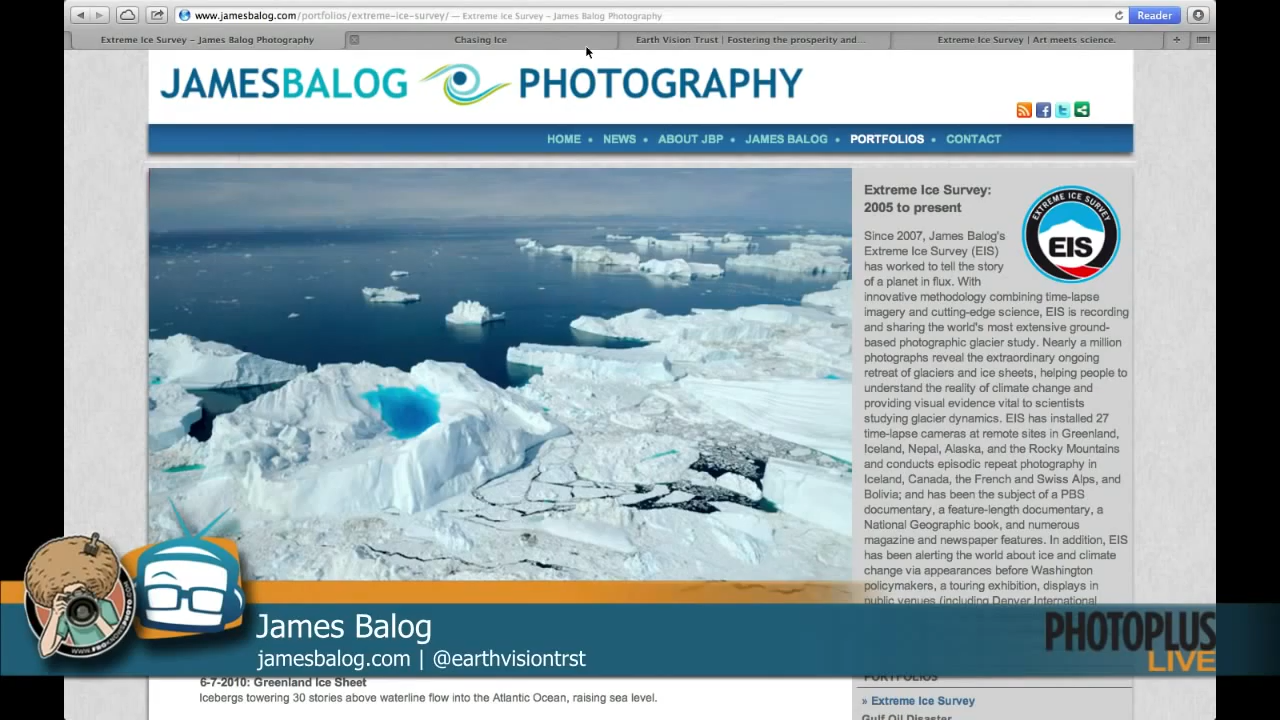 www.jamesbalog.com/portfolios/extreme-ice-survey/ — Extreme Ice Survey – James Balog Photography
Reader
Extreme Ice Survey – James Balog Photography
Chasing Ice
Earth Vision Trust | Fostering the prosperity and...
Extreme Ice Survey | Art meets science.
JAMESBALOG PHOTOGRAPHY
HOME • NEWS • ABOUT JBP • JAMES BALOG • PORTFOLIOS • CONTACT
Extreme Ice Survey:
2005 to present
EXTREME ICE SURVEY
EIS
Since 2007, James Balog's
Extreme Ice Survey (EIS)
has worked to tell the story
of a planet in flux. With
innovative methodology combining time-lapse
imagery and cutting-edge science, EIS is recording
and sharing the world's most extensive ground-
based photographic glacier study. Nearly a million
photographs reveal the extraordinary ongoing
retreat of glaciers and ice sheets, helping people to
understand the reality of climate change and
providing visual evidence vital to scientists
studying glacier dynamics. EIS has installed 27
time-lapse cameras at remote sites in Greenland,
Iceland, Nepal, Alaska, and the Rocky Mountains
and conducts episodic repeat photography in
Iceland, Canada, the French and Swiss Alps, and
Bolivia; and has been the subject of a PBS
documentary, a feature-length documentary, a
National Geographic book, and numerous
magazine and newspaper features. In addition, EIS
has been alerting the world about ice and climate
change via appearances before Washington
policymakers, a touring exhibition, displays in
public venues (including Denver International
James Balog
jamesbalog.com | @earthvisiontrst
PHOTOPLUS
LIVE
6-7-2010: Greenland Ice Sheet
Icebergs towering 30 stories above waterline flow into the Atlantic Ocean, raising sea level.
PORTFOLIOS
» Extreme Ice Survey
Gulf Oil Disaster